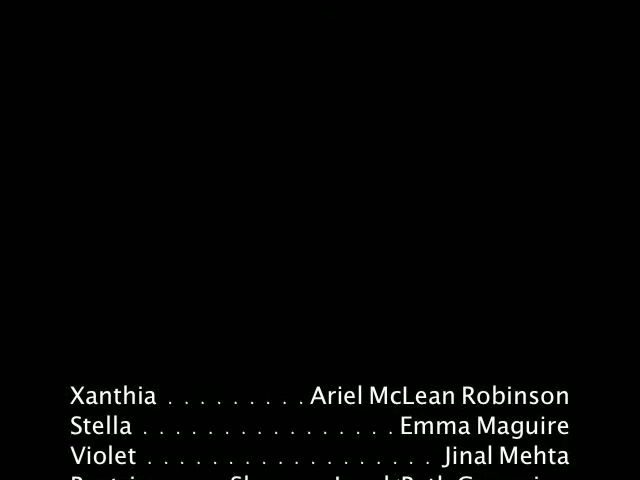 Xanthia . . . . . . . . . . Ariel McLean Robinson
Stella . . . . . . . . . . . . . . . . Emma Maguire
Violet . . . . . . . . . . . . . . . . . . Jinal Mehta